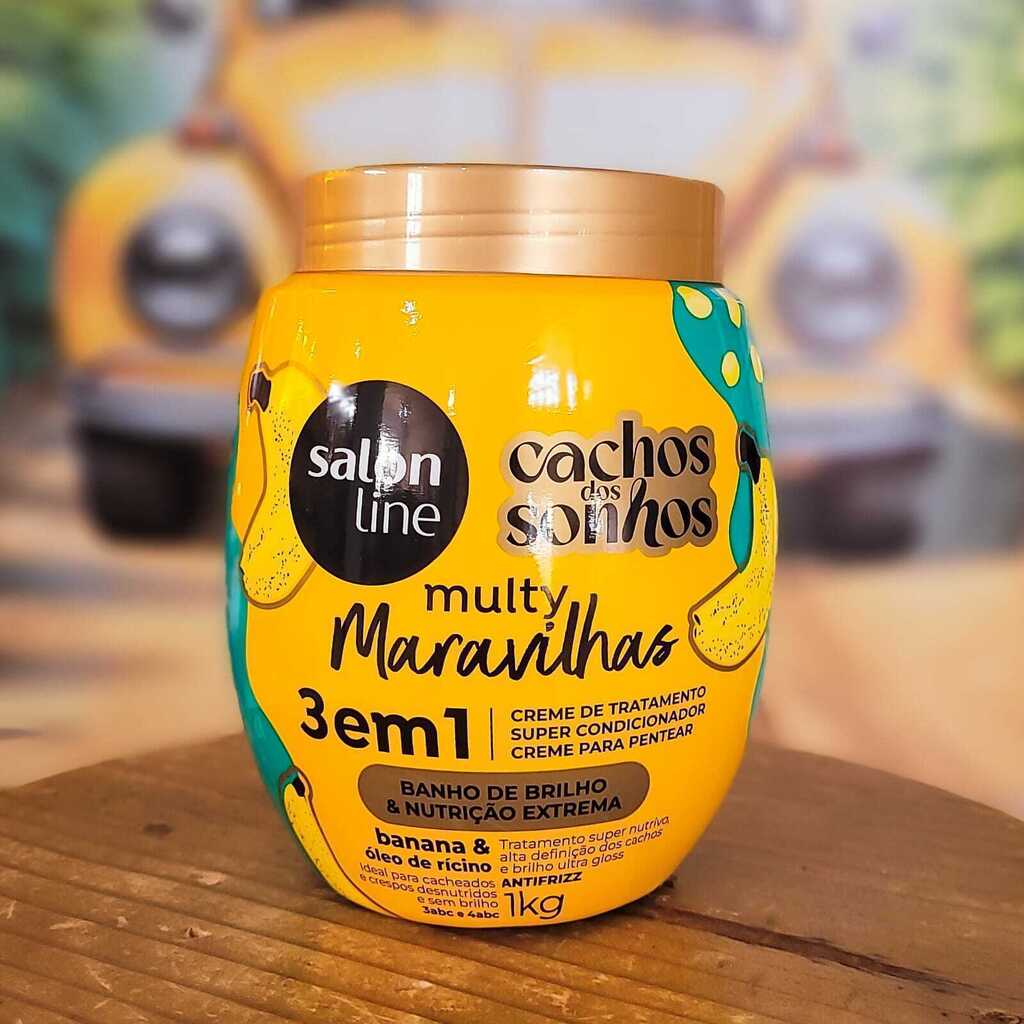 salon
line
cachos
dos
sonhos
multy
Maravilhas
3em1
CREME DE TRATAMENTO
SUPER CONDICIONADOR
CREME PARA PENTEAR
BANHO DE BRILHO
& NUTRIÇÃO EXTREMA
banana &
óleo de rícino
ideal para cacheados
e crespos desnutridos
e sem brilho
3abc e 4abc
Tratamento super nutrivo,
alta definição dos cachos
e brilho ultra gloss
ANTIFRIZZ
1kg